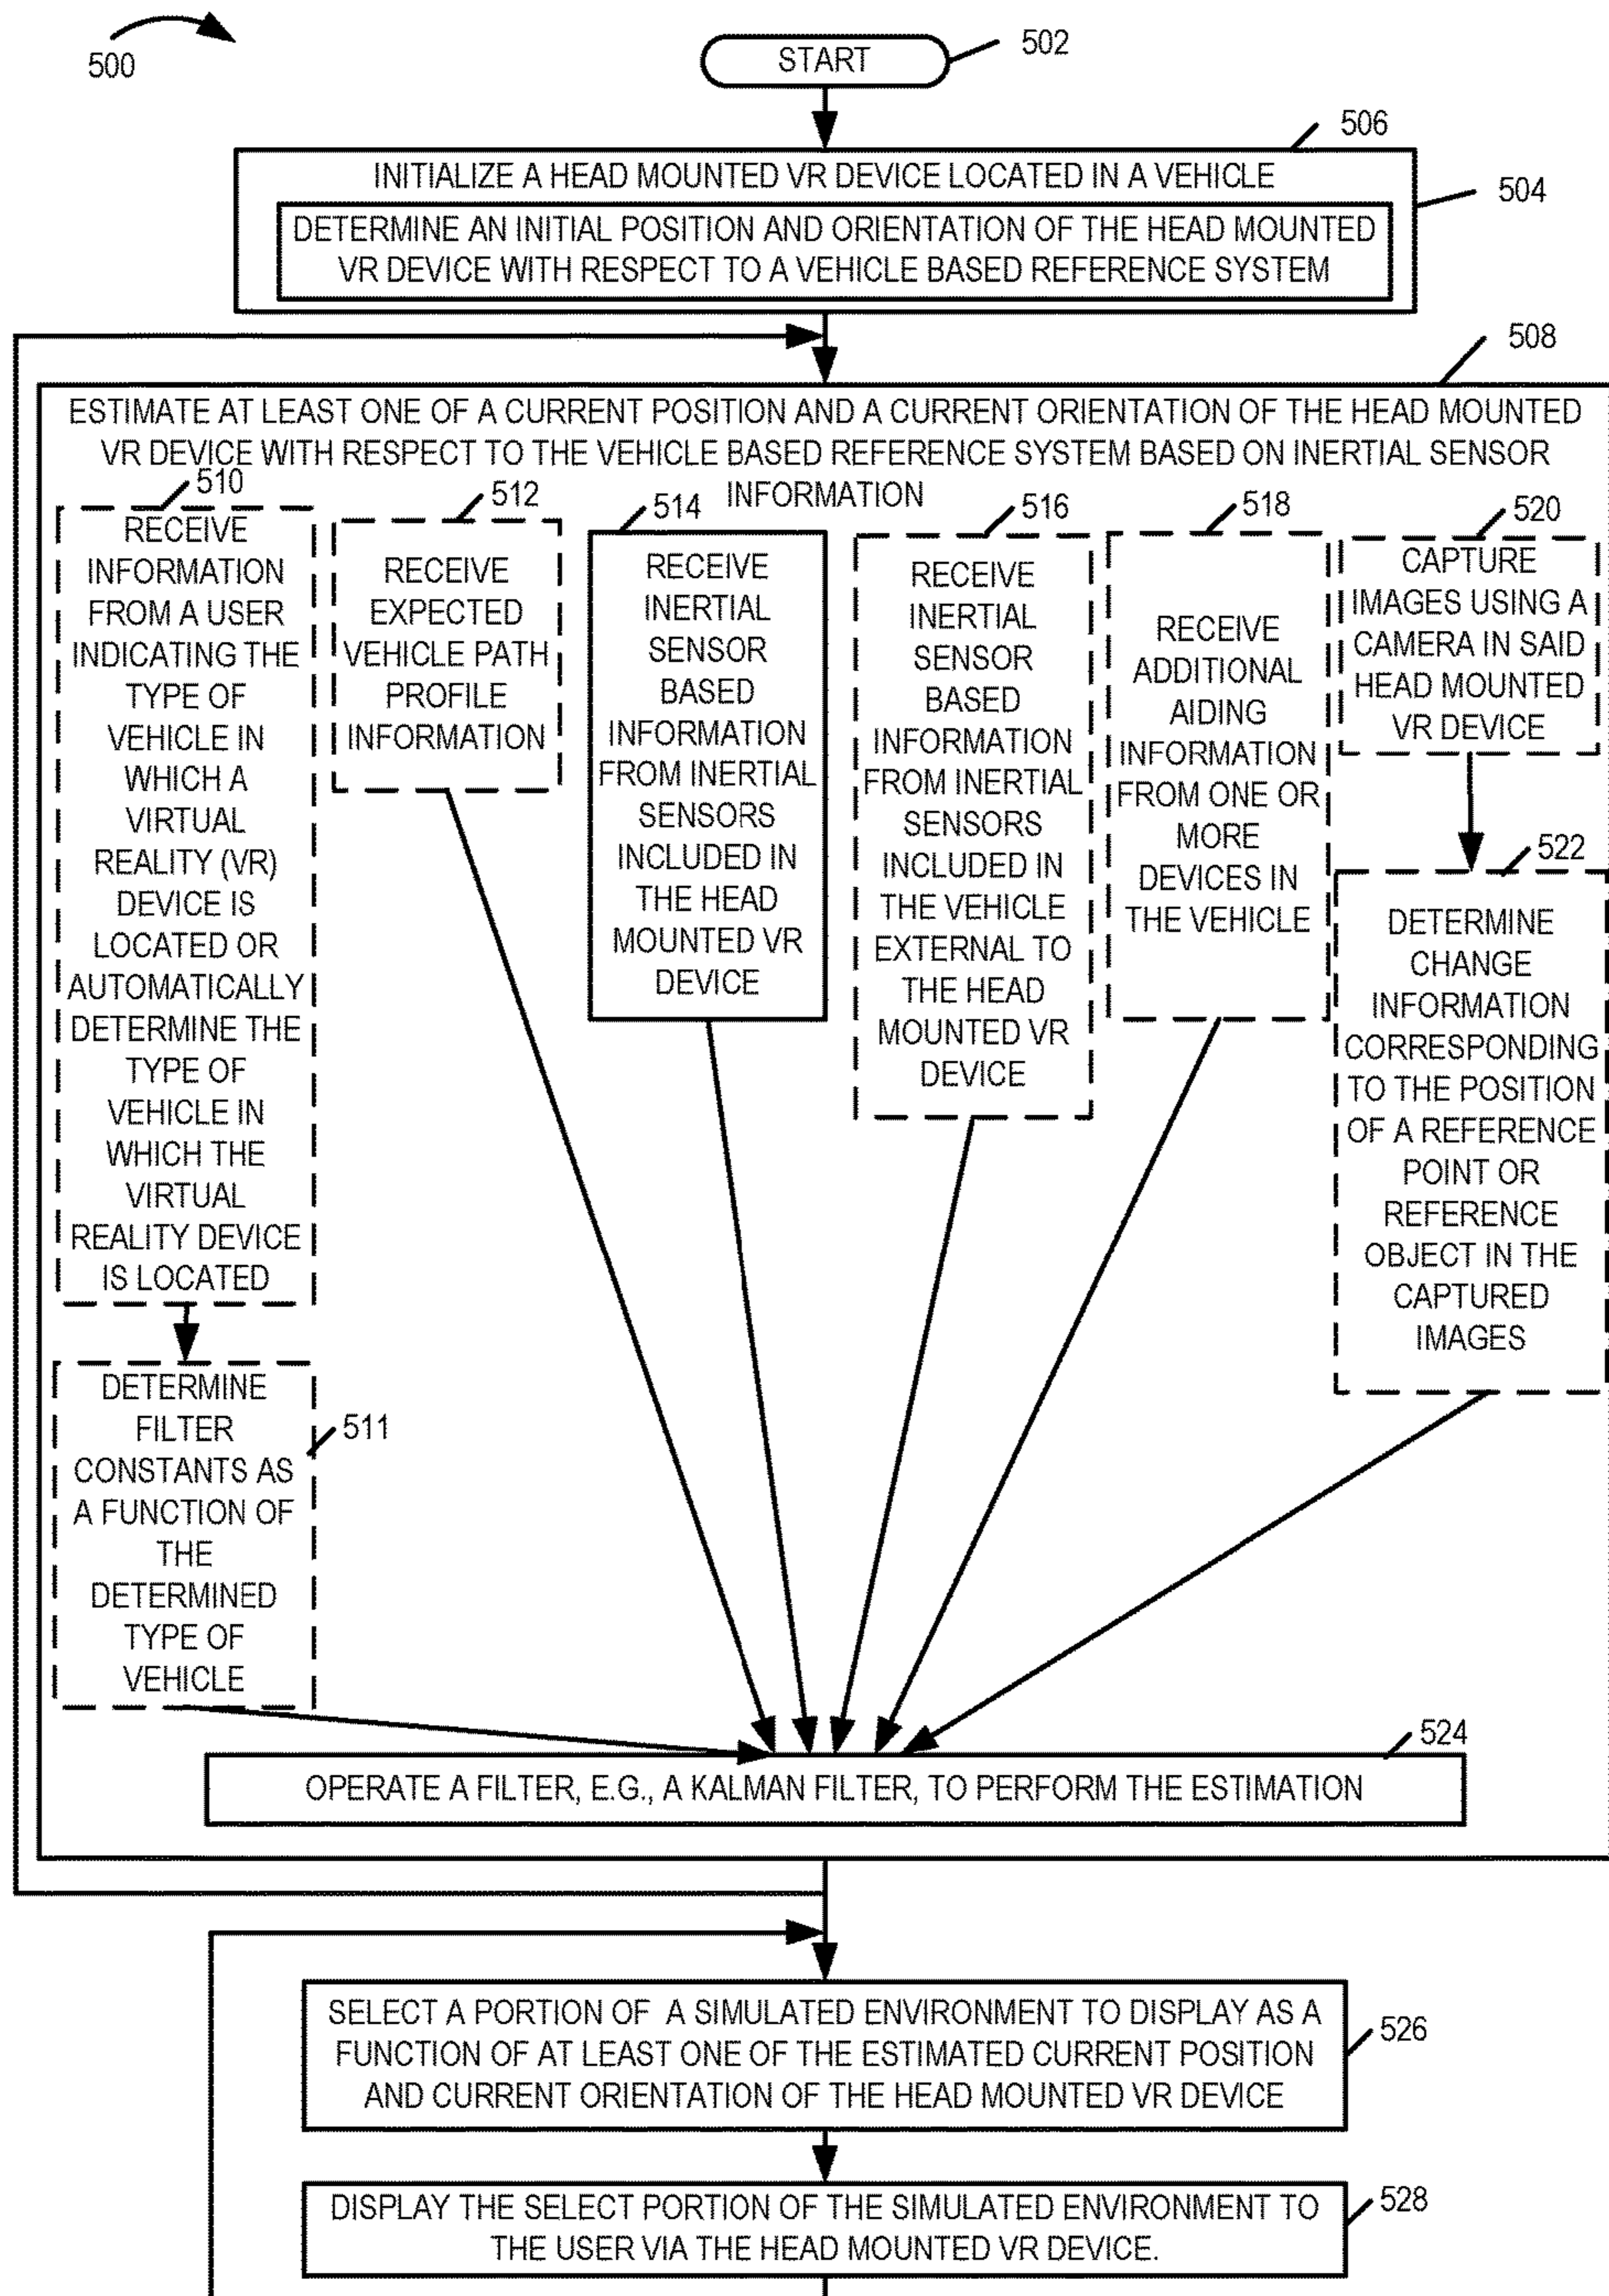 500
START
502
506
INITIALIZE A HEAD MOUNTED VR DEVICE LOCATED IN A VEHICLE
504
DETERMINE AN INITIAL POSITION AND ORIENTATION OF THE HEAD MOUNTED
VR DEVICE WITH RESPECT TO A VEHICLE BASED REFERENCE SYSTEM
508
ESTIMATE AT LEAST ONE OF A CURRENT POSITION AND A CURRENT ORIENTATION OF THE HEAD MOUNTED
VR DEVICE WITH RESPECT TO THE VEHICLE BASED REFERENCE SYSTEM BASED ON INERTIAL SENSOR
INFORMATION
510
RECEIVE
INFORMATION
FROM A USER
INDICATING THE
TYPE OF
VEHICLE IN
WHICH A
VIRTUAL
REALITY (VR)
DEVICE IS
LOCATED OR
AUTOMATICALLY
DETERMINE THE
TYPE OF
VEHICLE IN
WHICH THE
VIRTUAL
REALITY DEVICE
IS LOCATED
511
DETERMINE
FILTER
CONSTANTS AS
A FUNCTION OF
THE
DETERMINED
TYPE OF
VEHICLE
512
RECEIVE
EXPECTED
VEHICLE PATH
PROFILE
INFORMATION
514
RECEIVE
INERTIAL
SENSOR
BASED
INFORMATION
FROM INERTIAL
SENSORS
INCLUDED IN
THE HEAD
MOUNTED VR
DEVICE
516
RECEIVE
INERTIAL
SENSOR
BASED
INFORMATION
FROM INERTIAL
SENSORS
INCLUDED IN
THE VEHICLE
EXTERNAL TO
THE HEAD
MOUNTED VR
DEVICE
518
RECEIVE
ADDITIONAL
AIDING
INFORMATION
FROM ONE OR
MORE
DEVICES IN
THE VEHICLE
520
CAPTURE
IMAGES USING A
CAMERA IN SAID
HEAD MOUNTED
VR DEVICE
522
DETERMINE
CHANGE
INFORMATION
CORRESPONDING
TO THE POSITION
OF A REFERENCE
POINT OR
REFERENCE
OBJECT IN THE
CAPTURED
IMAGES
524
OPERATE A FILTER, E.G., A KALMAN FILTER, TO PERFORM THE ESTIMATION
SELECT A PORTION OF A SIMULATED ENVIRONMENT TO DISPLAY AS A
FUNCTION OF AT LEAST ONE OF THE ESTIMATED CURRENT POSITION
AND CURRENT ORIENTATION OF THE HEAD MOUNTED VR DEVICE
526
DISPLAY THE SELECT PORTION OF THE SIMULATED ENVIRONMENT TO
THE USER VIA THE HEAD MOUNTED VR DEVICE.
528